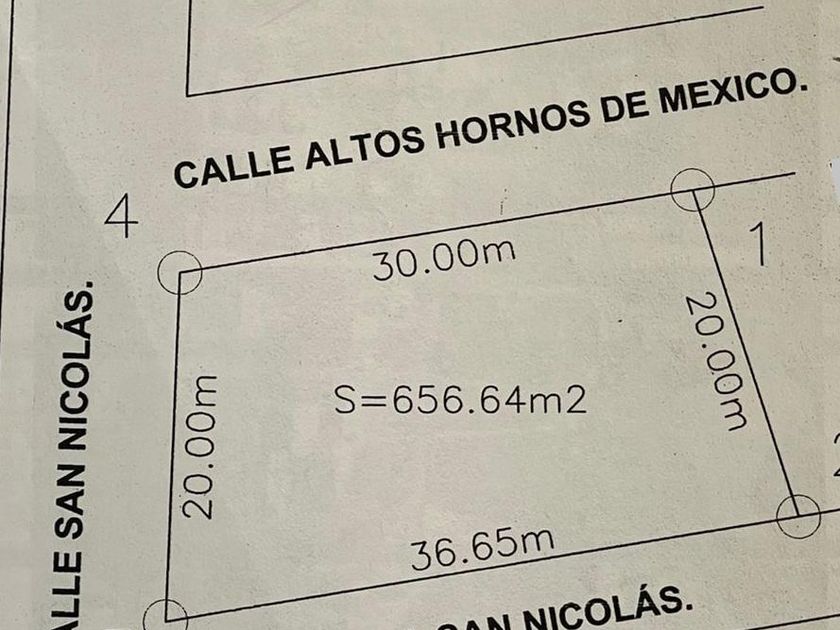 CALLE ALTOS HORNOS DE MEXICO.
4
1
30.00m
20.00m
20.00m
S=656.64m2
36.65m
ALLE SAN NICOLÁS.
SAN NICOLÁS.